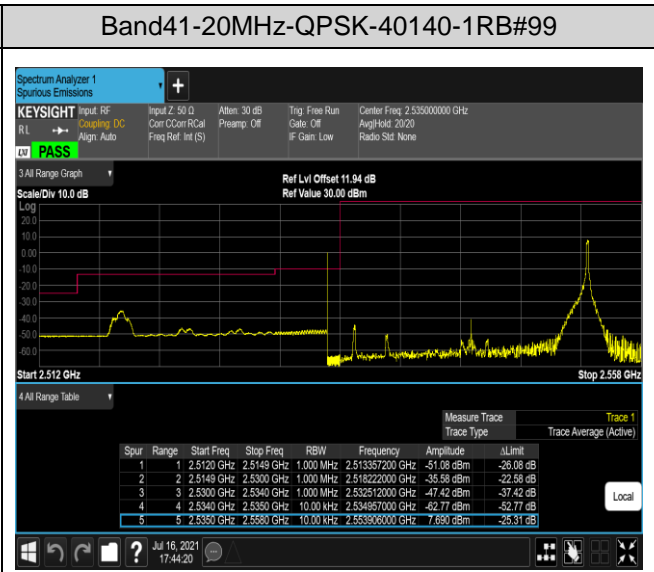 Band41-20MHz-QPSK-40140-1RB#99
Spectrum Analyzer 1
Spurious Emissions
+
KEYSIGHT Input: RF Input Z: 50 Ω Atten: 30 dB Trig: Free Run Center Freq: 2.535000000 GHz
RL Coupling: DC Corr CCorr RCal Preamp: Off Gate: Off Avg|Hold: 20/20
Align: Auto Freq Ref: Int (S) IF Gain: Low Radio Std: None
LXI PASS
3 All Range Graph
Ref Lvl Offset 11.94 dB
Scale/Div 10.0 dB Ref Value 30.00 dBm
Log
20.0
10.0
0.00
-10.0
-20.0
-30.0
-40.0
-50.0
-60.0
Start 2.512 GHz Stop 2.558 GHz
4 All Range Table
Measure Trace Trace 1
Trace Type Trace Average (Active)
Spur Range Start Freq Stop Freq RBW Frequency Amplitude ΔLimit
1 1 2.5120 GHz 2.5149 GHz 1.000 MHz 2.513357200 GHz -51.08 dBm -26.08 dB
2 2 2.5149 GHz 2.5300 GHz 1.000 MHz 2.518222000 GHz -35.58 dBm -22.58 dB
3 3 2.5300 GHz 2.5340 GHz 1.000 MHz 2.532512000 GHz -47.42 dBm -37.42 dB
4 4 2.5340 GHz 2.5350 GHz 10.00 kHz 2.534957000 GHz -62.77 dBm -52.77 dB
5 5 2.5350 GHz 2.5580 GHz 10.00 kHz 2.553906000 GHz 7.690 dBm -25.31 dB
Local
?
Jul 16, 2021
17:44:20